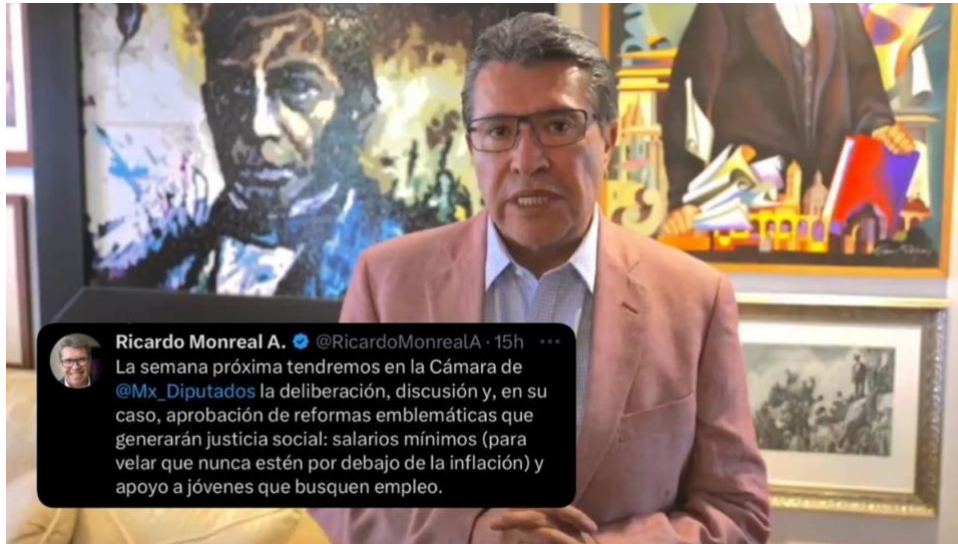 Ricardo Monreal A. @RicardoMonrealA · 15h
La semana próxima tendremos en la Cámara de
@Mx_Diputados la deliberación, discusión y, en su
caso, aprobación de reformas emblemáticas que
generarán justicia social: salarios mínimos (para
velar que nunca estén por debajo de la inflación) y
apoyo a jóvenes que busquen empleo.